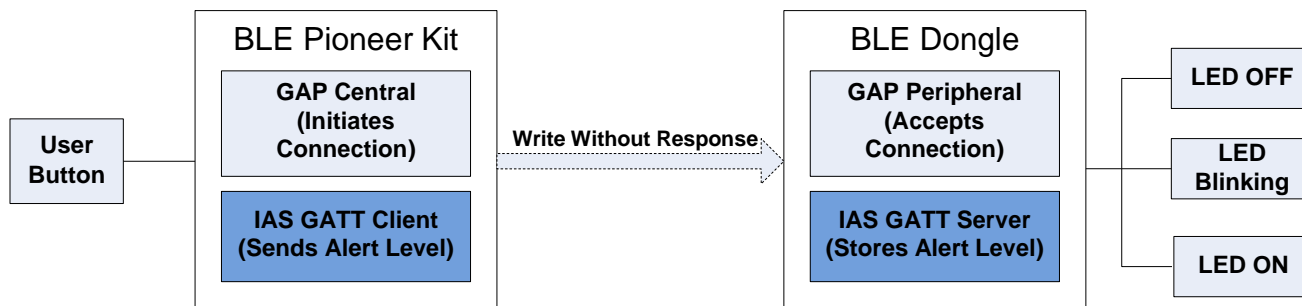 BLE Pioneer Kit
GAP Central
(Initiates
Connection)
IAS GATT Client
(Sends Alert Level)
User
Button
Write Without Response
BLE Dongle
GAP Peripheral
(Accepts
Connection)
IAS GATT Server
(Stores Alert Level)
LED OFF
LED
Blinking
LED ON